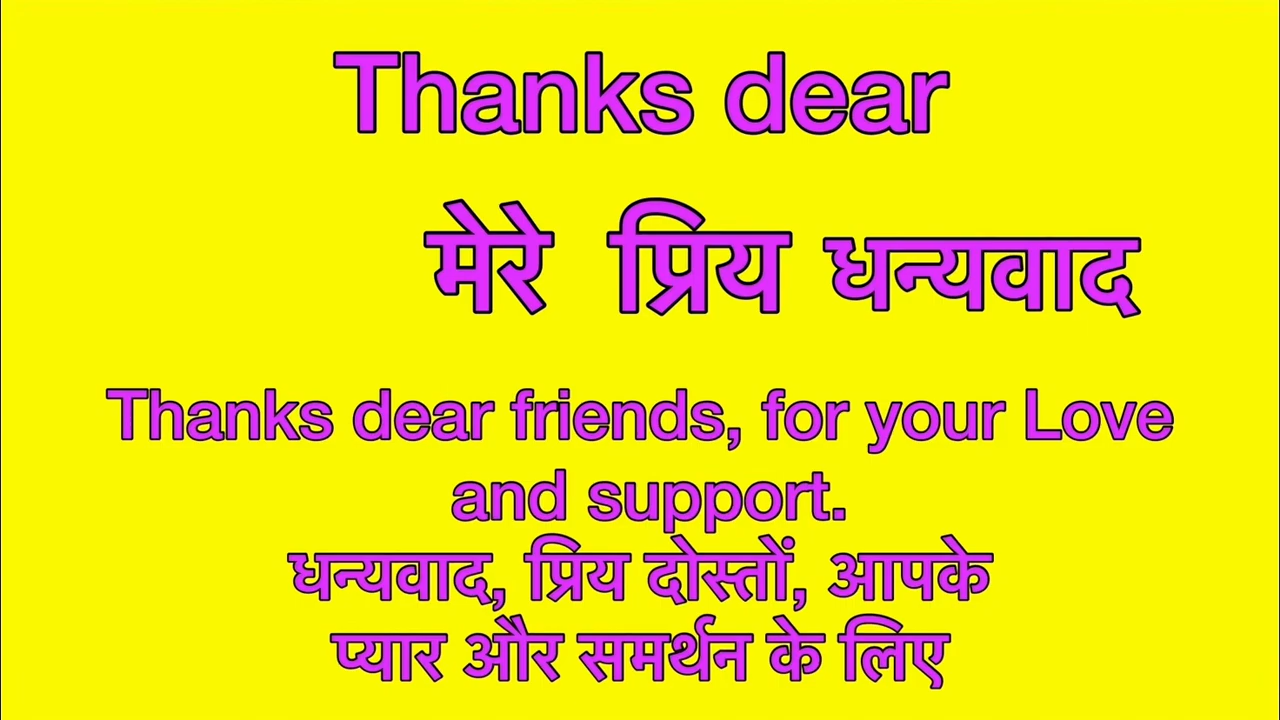 Thanks dear
मेरे प्रिय धन्यवाद
Thanks dear friends, for your Love
and support.
धन्यवाद, प्रिय दोस्तों, आपके
प्यार और समर्थन के लिए